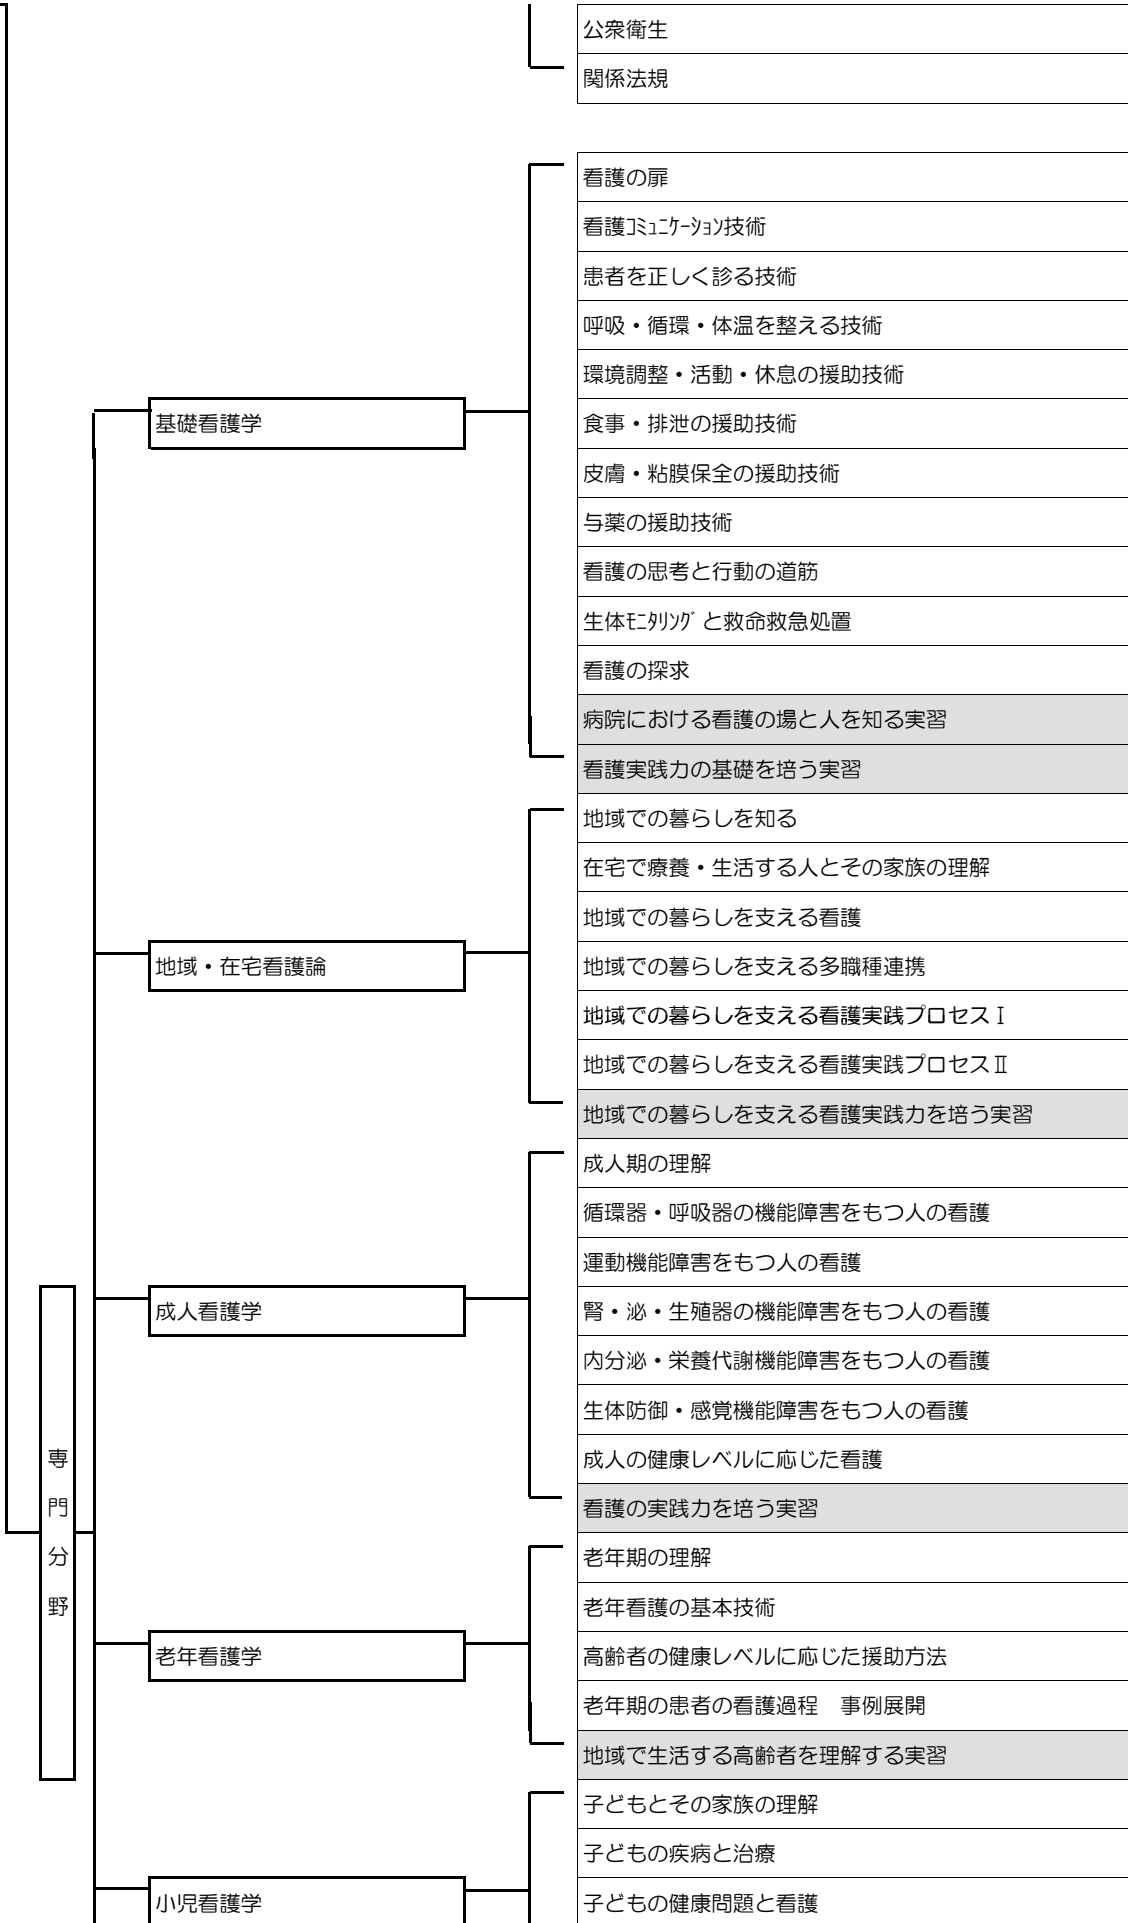 公衆衛生
関係法規
看護の扉
看護ｺﾐｭﾆｹｰｼｮﾝ技術
患者を正しく診る技術
呼吸・循環・体温を整える技術
環境調整・活動・休息の援助技術
基礎看護学
食事・排泄の援助技術
皮膚・粘膜保全の援助技術
与薬の援助技術
看護の思考と行動の道筋
生体ﾓﾆﾀﾘﾝｸﾞと救命救急処置
看護の探求
病院における看護の場と人を知る実習
看護実践力の基礎を培う実習
地域での暮らしを知る
在宅で療養・生活する人とその家族の理解
地域での暮らしを支える看護
地域・在宅看護論
地域での暮らしを支える多職種連携
地域での暮らしを支える看護実践プロセスⅠ
地域での暮らしを支える看護実践プロセスⅡ
地域での暮らしを支える看護実践力を培う実習
成人期の理解
循環器・呼吸器の機能障害をもつ人の看護
運動機能障害をもつ人の看護
成人看護学
腎・泌・生殖器の機能障害をもつ人の看護
内分泌・栄養代謝機能障害をもつ人の看護
生体防御・感覚機能障害をもつ人の看護
成人の健康レベルに応じた看護
看護の実践力を培う実習
専門分野
老年期の理解
老年看護の基本技術
老年看護学
高齢者の健康レベルに応じた援助方法
老年期の患者の看護過程　事例展開
地域で生活する高齢者を理解する実習
子どもとその家族の理解
子どもの疾病と治療
小児看護学
子どもの健康問題と看護